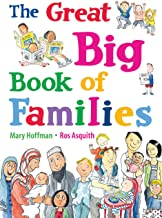 The Great
Big
Book of
Families
Mary Hoffman • Ros Asquith